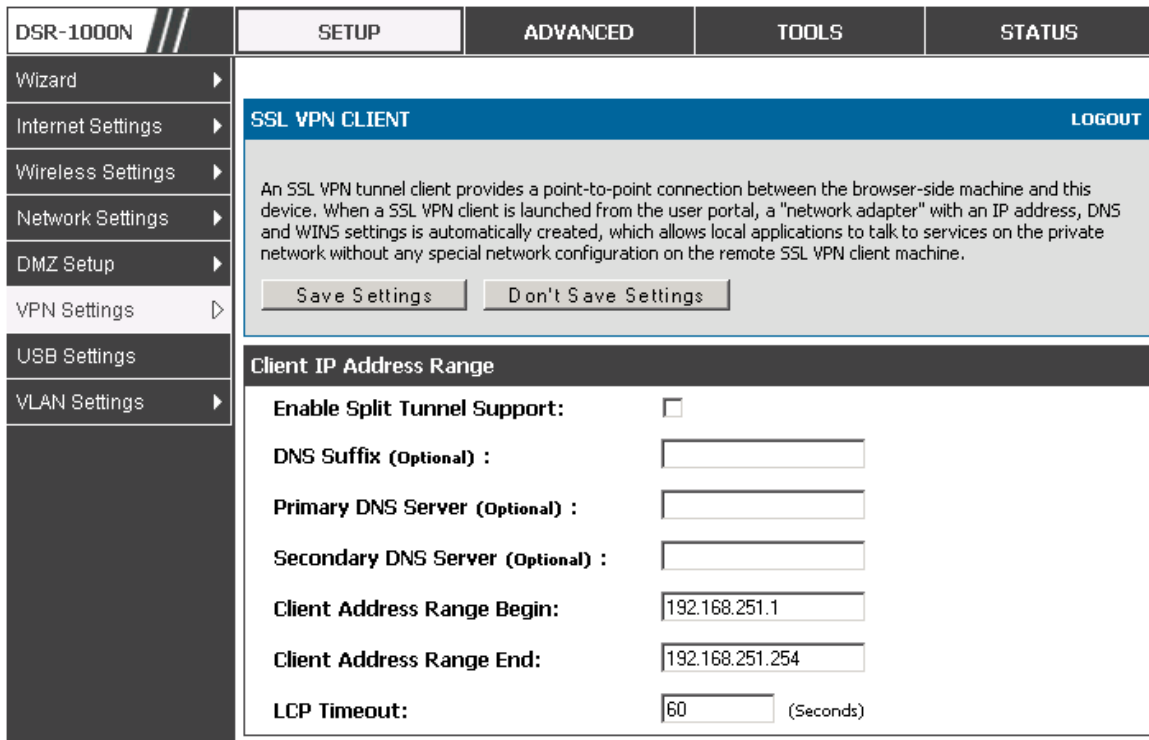 DSR-1000N
SETUP
ADVANCED
TOOLS
STATUS
Wizard
Internet Settings
Wireless Settings
Network Settings
DMZ Setup
VPN Settings
USB Settings
VLAN Settings
SSL VPN CLIENT
LOGOUT
An SSL VPN tunnel client provides a point-to-point connection between the browser-side machine and this
device. When a SSL VPN client is launched from the user portal, a "network adapter" with an IP address, DNS
and WINS settings is automatically created, which allows local applications to talk to services on the private
network without any special network configuration on the remote SSL VPN client machine.
Save Settings
Don't Save Settings
Client IP Address Range
Enable Split Tunnel Support:
DNS Suffix (Optional) :
Primary DNS Server (Optional) :
Secondary DNS Server (Optional) :
Client Address Range Begin: 192.168.251.1
Client Address Range End: 192.168.251.254
LCP Timeout: 60 (Seconds)